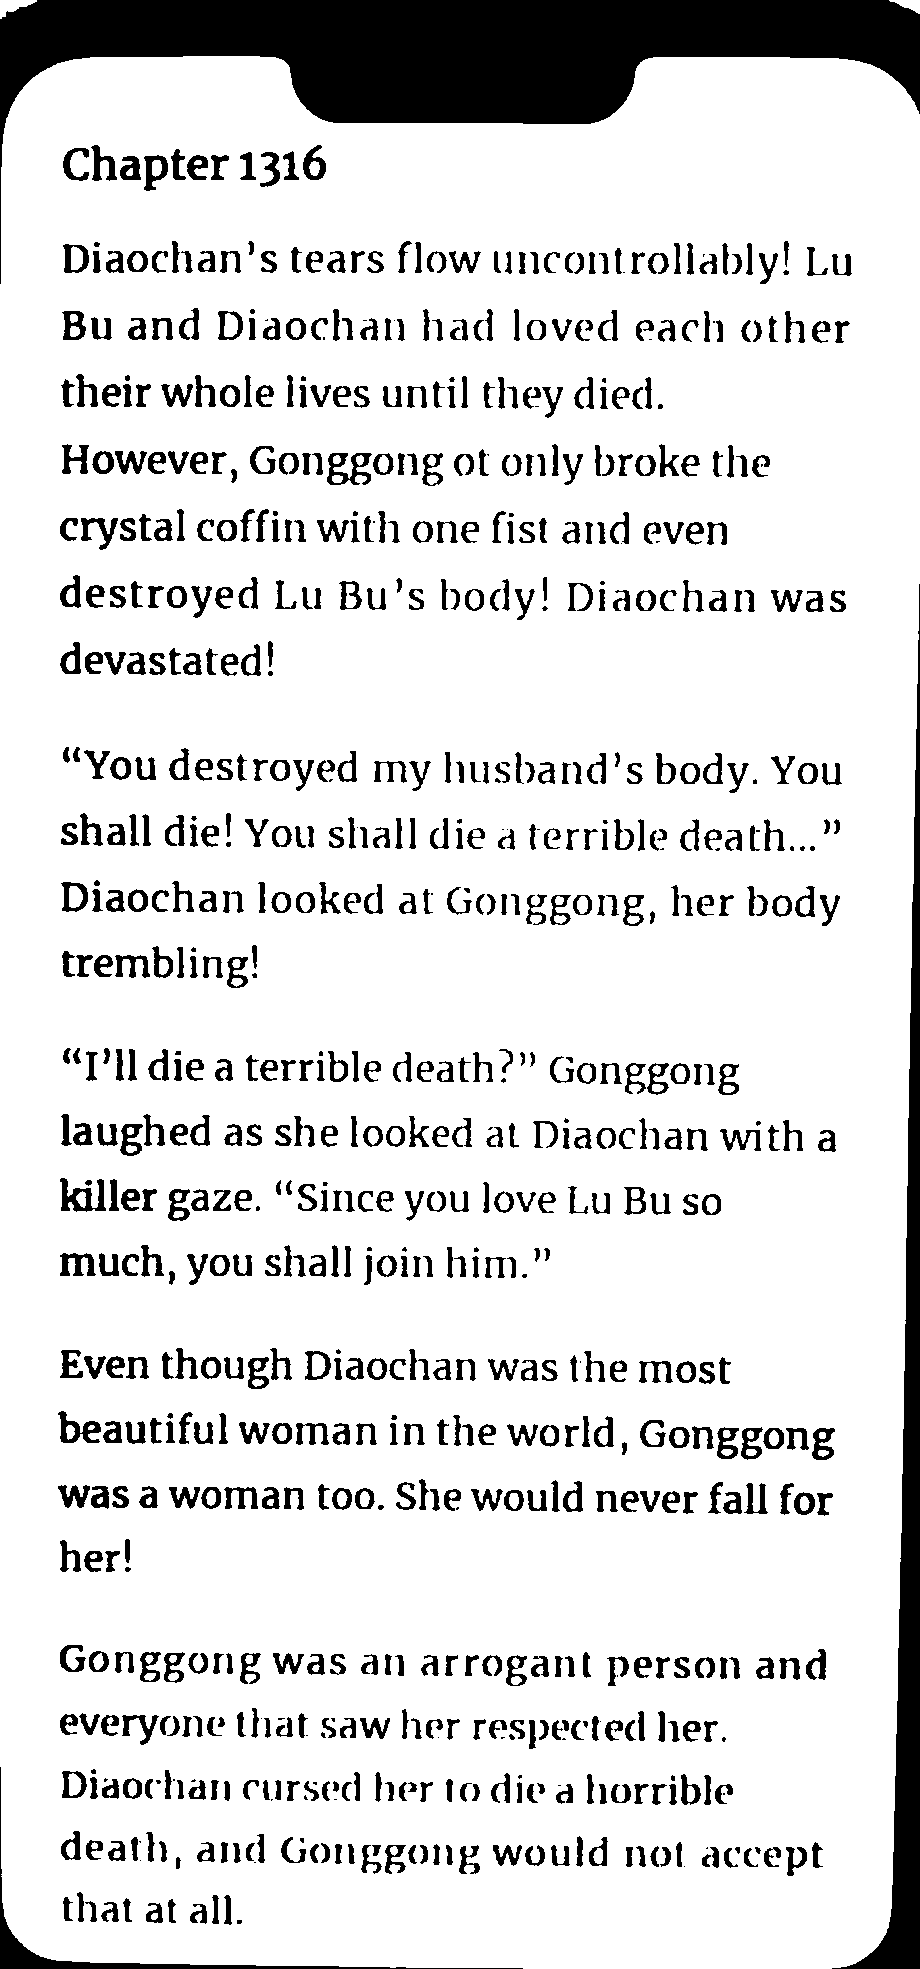 Chapter 1316
Diaochan's tears flow uncontrollably! Lu
Bu and Diaochan had loved each other
their whole lives until they died.
However, Gonggong ot only broke the
crystal coffin with one fist and even
destroyed Lu Bu's body! Diaochan was
devastated!
“You destroyed my husband's body. You
shall die! You shall die a terrible death...”
Diaochan looked at Gonggong, her body
trembling!
“I'll die a terrible death?” Gonggong
laughed as she looked at Diaochan with a
killer gaze. “Since you love Lu Bu so
much, you shall join him.”
Even though Diaochan was the most
beautiful woman in the world, Gonggong
was a woman too. She would never fall for
her!
Gonggong was an arrogant person and
everyone that saw her respected her.
Diaochan cursed her to die a horrible
death, and Gonggong would not accept
that at all.